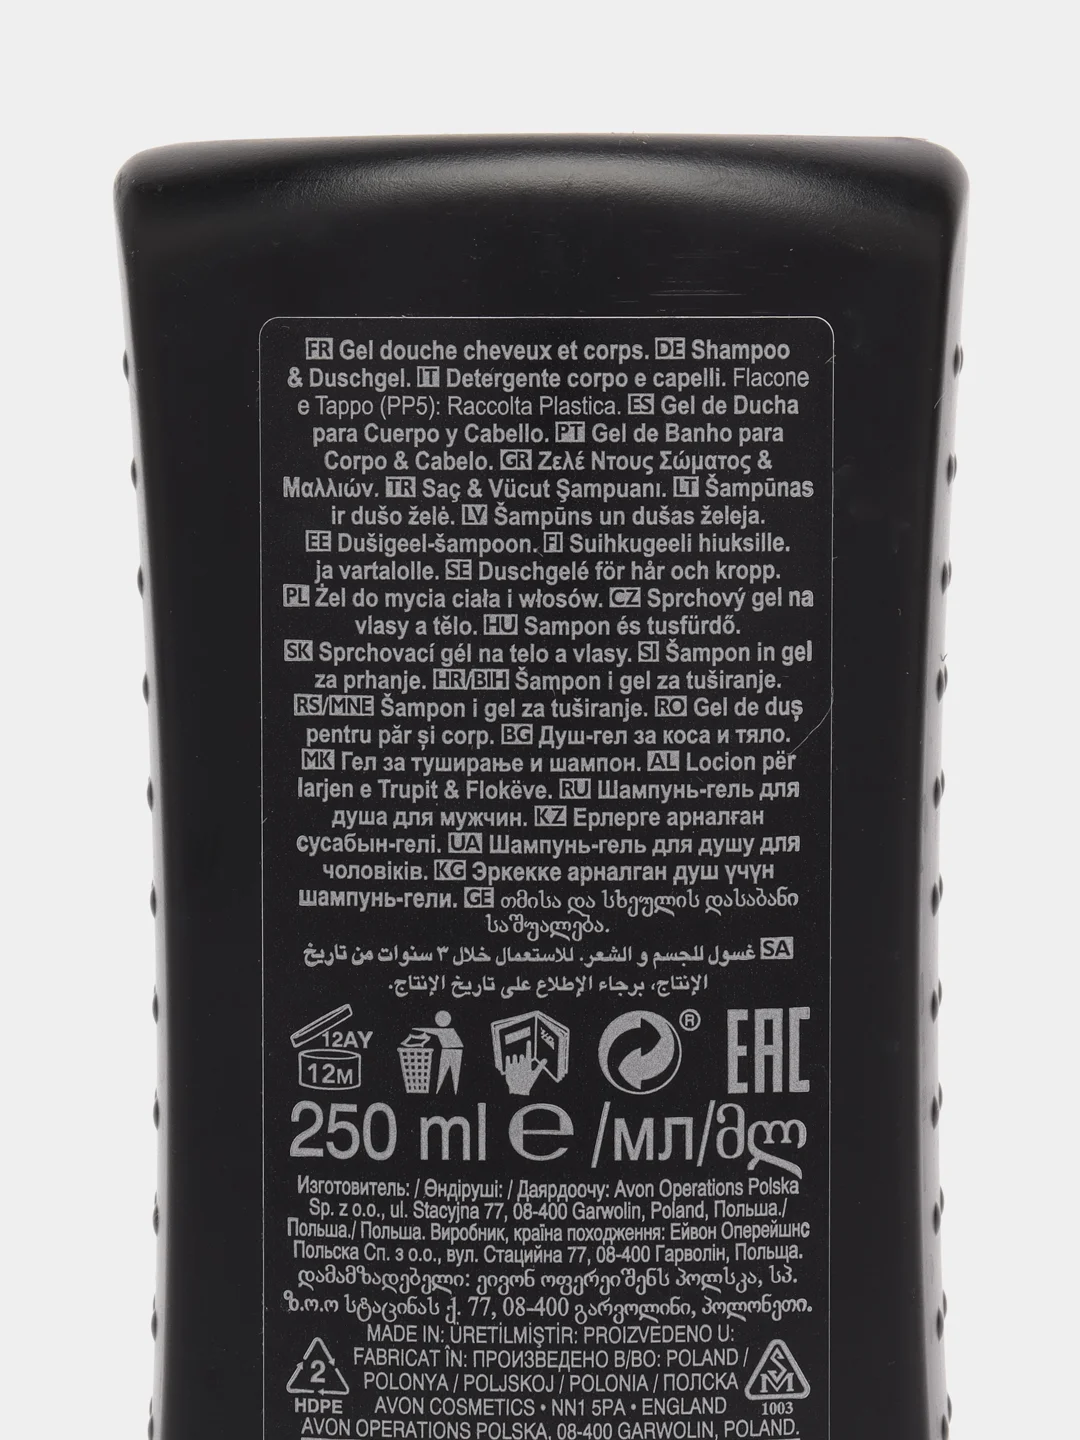 FR Gel douche cheveux et corps. DE Shampoo
& Duschgel. IT Detergente corpo e capelli. Flacone
e Tappo (PP5): Raccolta Plastica. ES Gel de Ducha
para Cuerpo y Cabello. PT Gel de Banho para
Corpo & Cabelo. GR Ζελέ Ντους Σώματος &
Μαλλιών. TR Saç & Vücut Şampuanı. LT Šampūnas
ir dušo želė. LV Šampūns un dušas želeja.
EE Dušigeel-šampoon. FI Suihkugeeli hiuksille.
ja vartalolle. SE Duschgelé för hår och kropp.
PL Żel do mycia ciała i włosów. CZ Sprchový gel na
vlasy a tělo. HU Sampon és tusfürdő.
SK Sprchovací gél na telo a vlasy. SI Šampon in gel
za prhanje. HR/BIH Šampon i gel za tuširanje.
RS/MNE Šampon i gel za tuširanje. RO Gel de duș
pentru păr și corp. BG Душ-гел за коса и тяло.
MK Гел за туширање и шампон. AL Locion për
larjen e Trupit & Flokëve. RU Шампунь-гель для
душа для мужчин. KZ Ерлерге арналған
сусабын-гелі. UA Шампунь-гель для душу для
чоловіків. KG Эркекке арналган душ үчүн
шампунь-гели. GE თმისა და სხეულის დასაბანი
საშუალება.
SA غسول للجسم و الشعر. للاستعمال خلال ٣ سنوات من تاريخ
الإنتاج، برجاء الإطلاع على تاريخ الإنتاج.
12AY
12M
® EAC
250 ml e /мл/მლ
Изготовитель: / Өндіруші: / Даярдоочу: Avon Operations Polska
Sp. z o.o., ul. Stacyjna 77, 08-400 Garwolin, Poland, Польша./
Польша./ Польша. Виробник, країна походження: Ейвон Оперейшнс
Польска Сп. з о.о., вул. Стацийна 77, 08-400 Гарволін, Польща.
დამამზადებელი: ეივონ ოფერეიშენს პოლსკა, სპ.
ზ.ო.ო სტაცინას ქ. 77, 08-400 გარვოლინი, პოლონეთი.
MADE IN: ÜRETİLMİŞTİR: PROIZVEDENO U:
FABRICAT ÎN: ПРОИЗВЕДЕНО В/ВО: POLAND /
POLONYA / POLJSKOJ / POLONIA / ПОЛСКА
AVON COSMETICS • NN1 5PA • ENGLAND
AVON OPERATIONS POLSKA, 08-400 GARWOLIN, POLAND.
2
HDPE
SM
1003